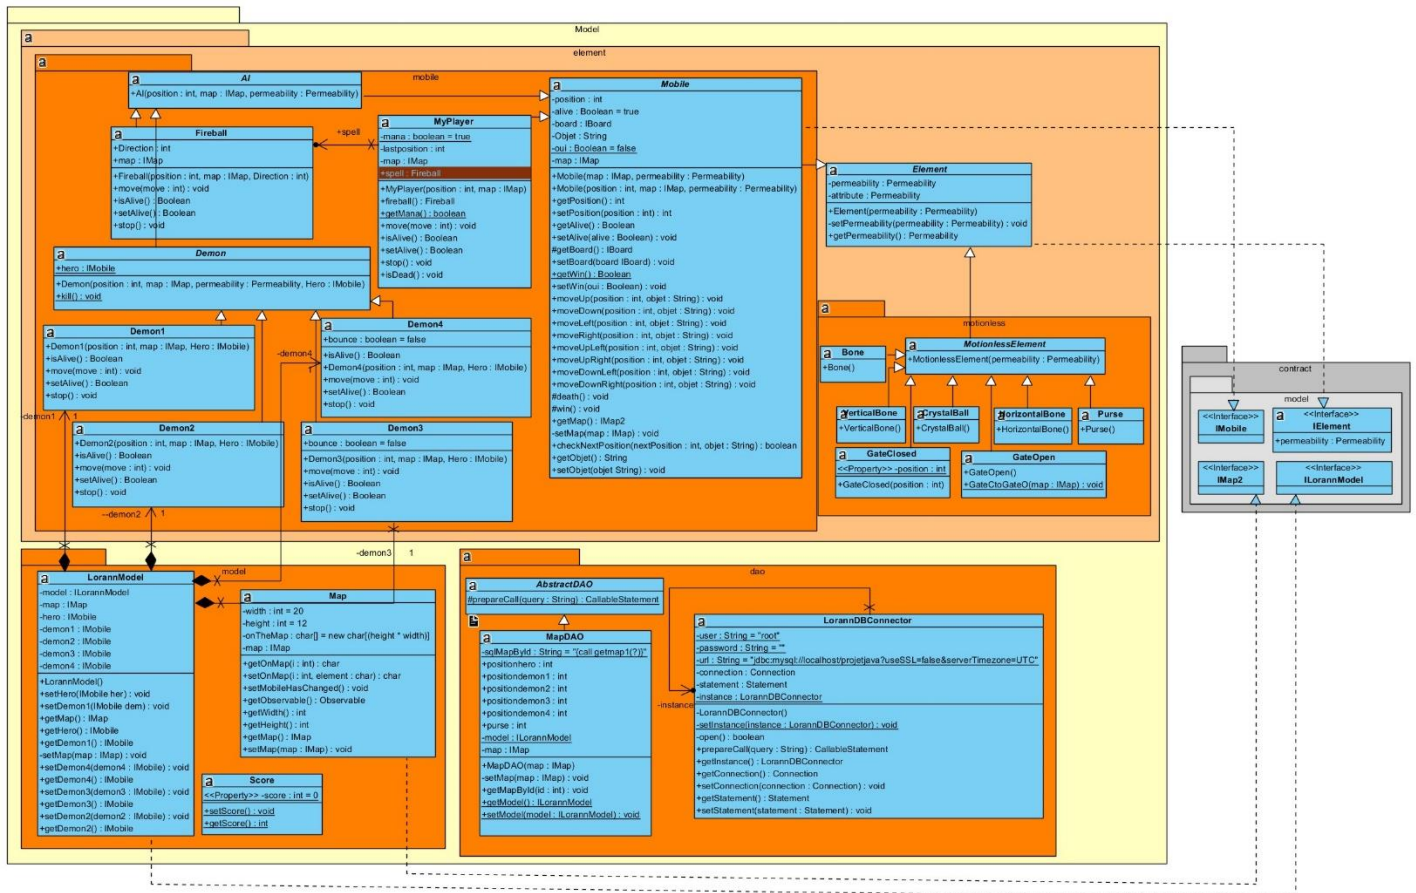 Model
element
mobile
AI
+AI(position : int, map : IMap, permeability : Permeability)
Fireball
+Direction : int
+map : IMap
+Fireball(position : int, map : IMap, Direction : int)
+move(move : int) : void
+isAlive() : Boolean
+setAlive() : Boolean
+stop() : void
+spell
MyPlayer
-mana : boolean = true
-lastposition : int
-map : IMap
+spell : Fireball
+MyPlayer(position : int, map : IMap)
+fireball() : Fireball
+getMana() : boolean
+move(move : int) : void
+isAlive() : Boolean
+setAlive() : Boolean
+stop() : void
+isDead() : void
Mobile
-position : int
-alive : Boolean = true
-board : IBoard
-Objet : String
-oui : Boolean = false
-map : IMap
+Mobile(map : IMap, permeability : Permeability)
+Mobile(position : int, map : IMap, permeability : Permeability)
+getPosition() : int
+setPosition(position : int) : int
+getAlive() : Boolean
+setAlive(alive : Boolean) : void
#getBoard() : IBoard
+setBoard(board IBoard) : void
+getWin() : Boolean
+setWin(oui : Boolean) : void
+moveUp(position : int, objet : String) : void
+moveDown(position : int, objet : String) : void
+moveLeft(position : int, objet : String) : void
+moveRight(position : int, objet : String) : void
+moveUpLeft(position : int, objet : String) : void
+moveUpRight(position : int, objet : String) : void
+moveDownLeft(position : int, objet : String) : void
+moveDownRight(position : int, objet : String) : void
#death() : void
#win() : void
+getMap() : IMap2
-setMap(map : IMap) : void
+checkNextPosition(nextPosition : int, objet : String) : boolean
+getObjet() : String
+setObjet(objet String) : void
Demon
+hero : IMobile
+Demon(position : int, map : IMap, permeability : Permeability, Hero : IMobile)
+kill() : void
Demon1
+Demon1(position : int, map : IMap, Hero : IMobile)
+isAlive() : Boolean
+move(move : int) : void
+setAlive() : Boolean
+stop() : void
Demon4
+bounce : boolean = false
+isAlive() : Boolean
+Demon4(position : int, map : IMap, Hero : IMobile)
+move(move : int) : void
+setAlive() : Boolean
+stop() : void
-demon4
1
-demon1
1
Demon2
+Demon2(position : int, map : IMap, Hero : IMobile)
+isAlive() : Boolean
+move(move : int) : void
+setAlive() : Boolean
+stop() : void
--demon2
1
Demon3
+bounce : boolean = false
+Demon3(position : int, map : IMap, Hero : IMobile)
+move(move : int) : void
+isAlive() : Boolean
+setAlive() : Boolean
+stop() : void
-demon3
1
Element
-permeability : Permeability
-attribute : Permeability
+Element(permeability : Permeability)
-setPermeability(permeability : Permeability) : void
+getPermeability() : Permeability
motionless
MotionlessElement
+MotionlessElement(permeability : Permeability)
Bone
+Bone()
VerticalBone
+VerticalBone()
CrystalBall
+CrystalBall()
HorizontalBone
+HorizontalBone()
Purse
+Purse()
GateClosed
<<Property>> -position : int
+GateClosed(position : int)
GateOpen
+GateOpen()
+GateCtoGateO(map : IMap) : void
contract
model
<<Interface>>
IMobile
<<Interface>>
IElement
+permeability : Permeability
<<Interface>>
IMap2
<<Interface>>
ILorannModel
model
LorannModel
-model : ILorannModel
-map : IMap
-hero : IMobile
-demon1 : IMobile
-demon2 : IMobile
-demon3 : IMobile
-demon4 : IMobile
+LorannModel()
+setHero(IMobile her) : void
+setDemon1(IMobile dem) : void
+getMap() : IMap
+getHero() : IMobile
+getDemon1() : IMobile
-setMap(map : IMap) : void
+setDemon4(demon4 : IMobile) : void
+getDemon4() : IMobile
+setDemon3(demon3 : IMobile) : void
+getDemon3() : IMobile
+setDemon2(demon2 : IMobile) : void
+getDemon2() : IMobile
Map
-width : int = 20
-height : int = 12
-onTheMap : char[] = new char[(height * width)]
-map : IMap
+getOnMap(i : int) : char
+setOnMap(i : int, element : char) : char
+setMobileHasChanged() : void
+getObservable() : Observable
+getWidth() : int
+getHeight() : int
+getMap() : IMap
+setMap(map : IMap) : void
Score
<<Property>> -score : int = 0
+setScore() : void
+getScore() : int
dao
AbstractDAO
#prepareCall(query : String) : CallableStatement
MapDAO
-sqlMapById : String = "{call getmap1(?)}"
+positionhero : int
+positiondemon1 : int
+positiondemon2 : int
+positiondemon3 : int
+positiondemon4 : int
+purse : int
-model : ILorannModel
-map : IMap
+MapDAO(map : IMap)
-setMap(map : IMap) : void
+getMapById(id : int) : void
+getModel() : ILorannModel
+setModel(model : ILorannModel) : void
-instance
LorannDBConnector
-user : String = "root"
-password : String = ""
-url : String = "jdbc:mysql://localhost/projetjava?useSSL=false&serverTimezone=UTC"
-connection : Connection
-statement : Statement
-instance : LorannDBConnector
-LorannDBConnector()
-setInstance(instance : LorannDBConnector) : void
-open() : boolean
+prepareCall(query : String) : CallableStatement
+getInstance() : LorannDBConnector
+getConnection() : Connection
+setConnection(connection : Connection) : void
+getStatement() : Statement
+setStatement(statement : Statement) : void